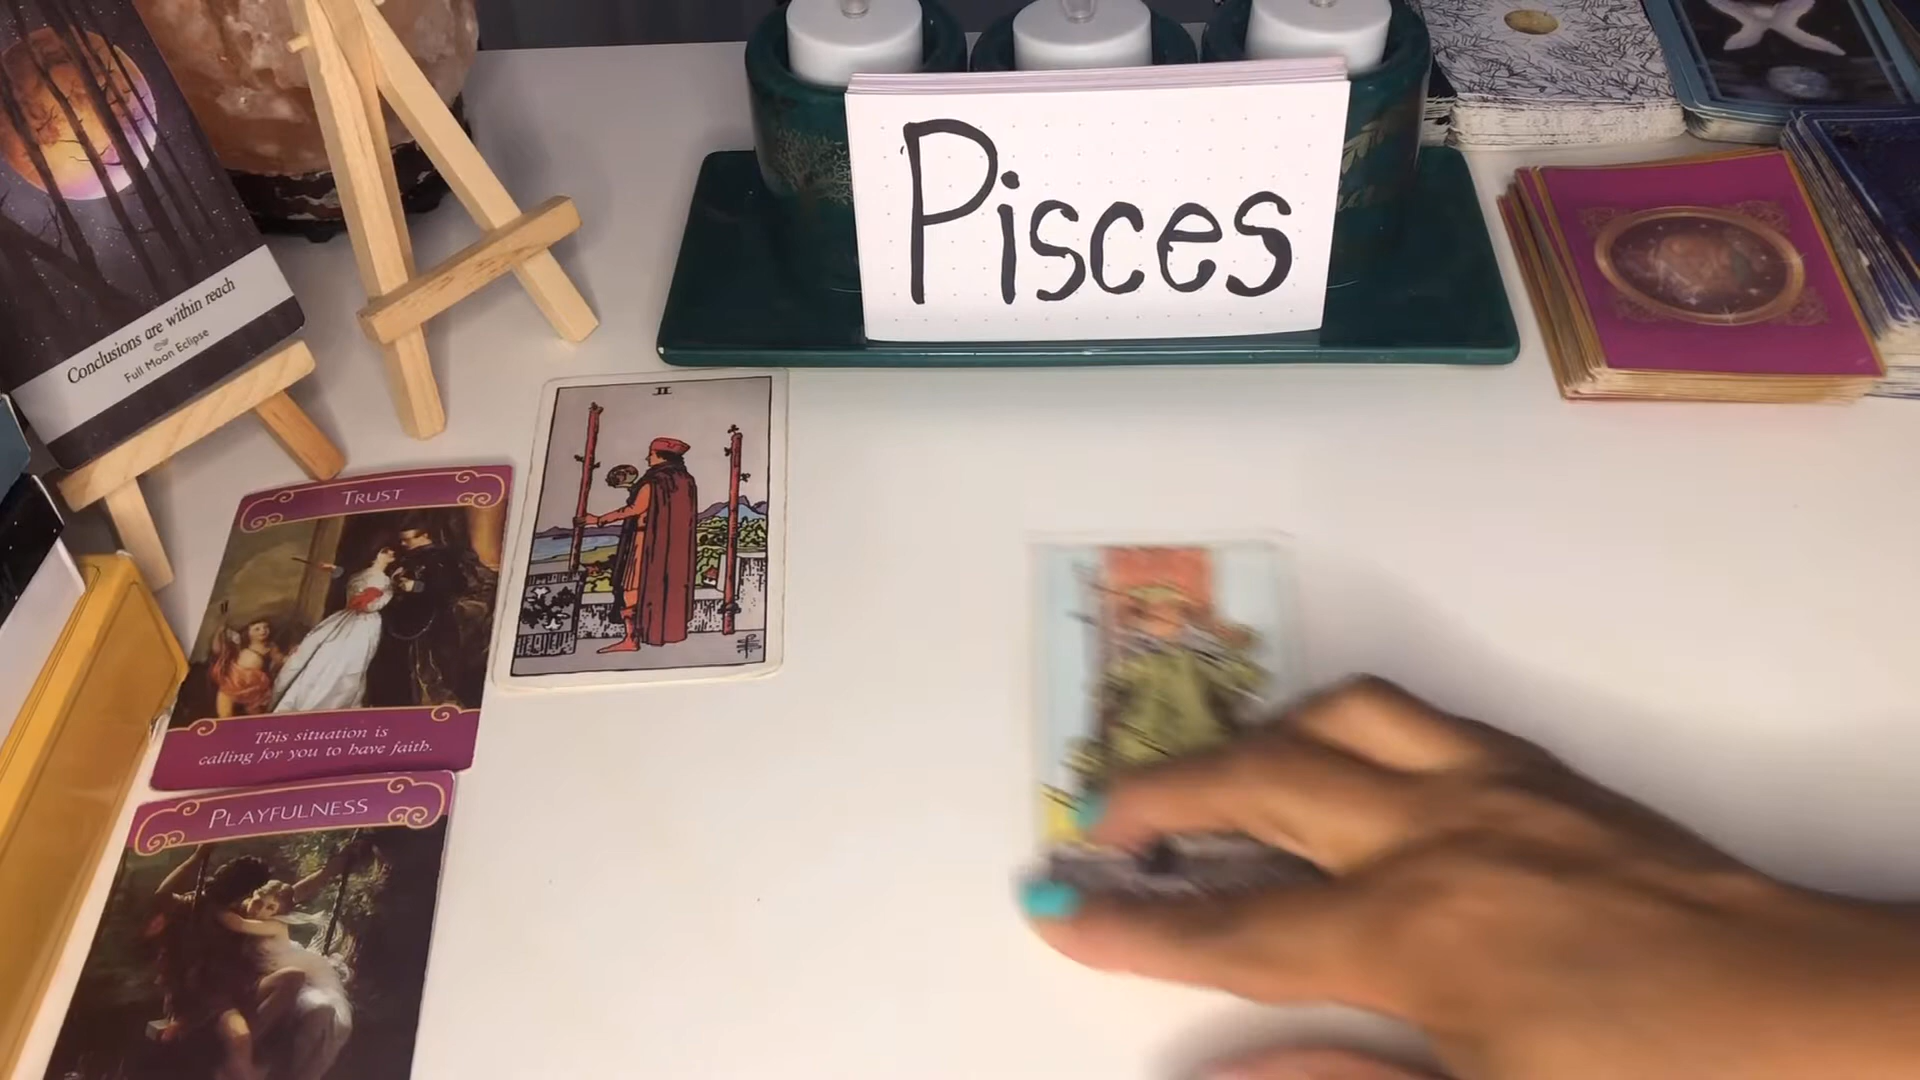 Pisces
Conclusions are within reach
Full Moon Eclipse
II
TRUST
This situation is
calling for you to have faith.
PLAYFULNESS